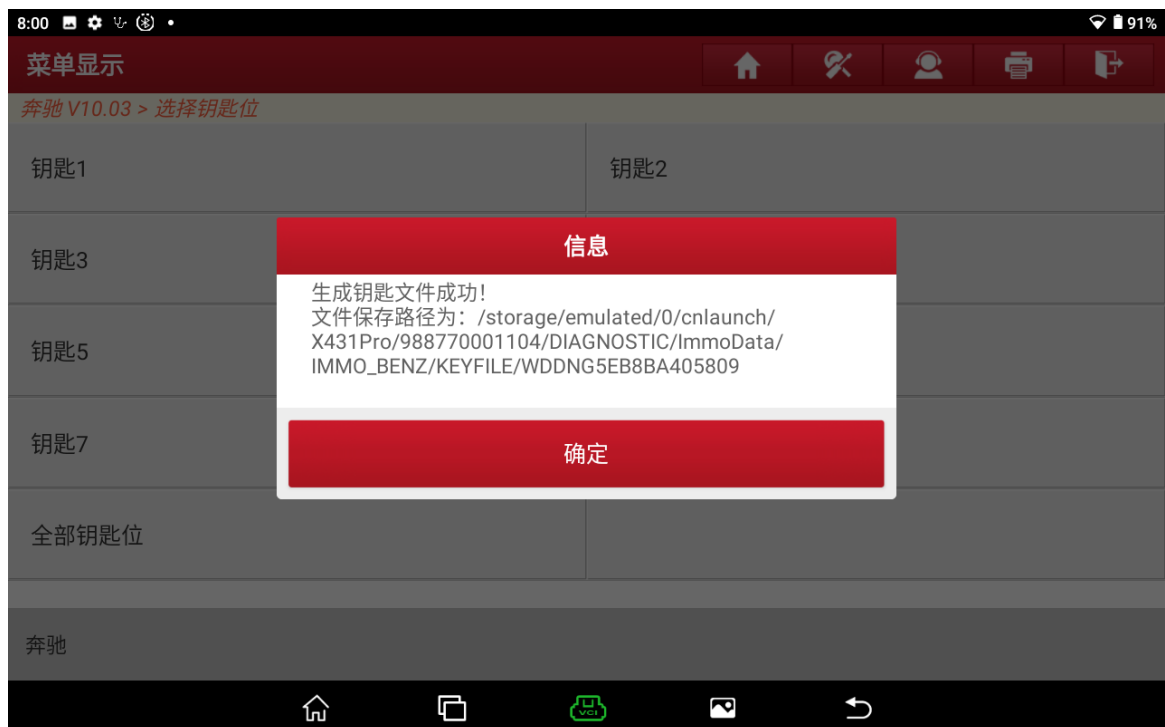 8:00
91%
菜单显示
奔驰 V10.03 > 选择钥匙位
钥匙1
钥匙2
钥匙3
信息
生成钥匙文件成功！
文件保存路径为：/storage/emulated/0/cnlaunch/
X431Pro/988770001104/DIAGNOSTIC/ImmoData/
IMMO_BENZ/KEYFILE/WDDNG5EB8BA405809
钥匙5
钥匙7
确定
全部钥匙位
奔驰
VCI